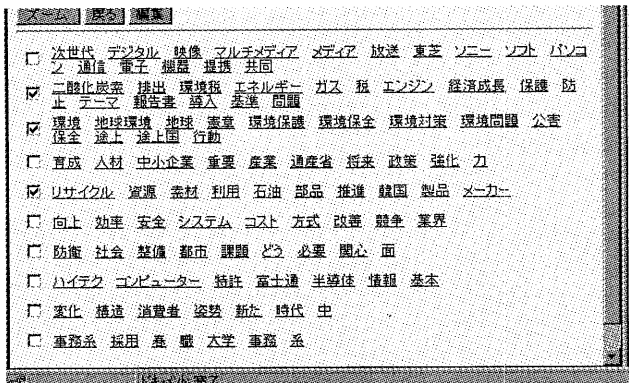 ズーム 戻る 編集
次世代 デジタル 映像 マルチメディア メディア 放送 東芝 ソニー ソフト パソコ
ン 通信 電子 機器 提携 共同
二酸化炭素 排出 環境税 エネルギー ガス 税 エンジン 経済成長 保護 防
止 テーマ 報告書 導入 基準 問題
環境 地球環境 地球 憲章 環境保護 環境保全 環境対策 環境問題 公害
保全 途上 途上国 行動
育成 人材 中小企業 重要 産業 通産省 将来 政策 強化 力
リサイクル 資源 素材 利用 石油 部品 推進 韓国 製品 メーカー
向上 効率 安全 システム コスト 方式 改善 競争 業界
防衛 社会 整備 都市 課題 どう 必要 関心 面
ハイテク コンピューター 特許 富士通 半導体 情報 基本
変化 構造 消費者 姿勢 新た 時代 中
事務系 採用 春 職 大学 事務 系